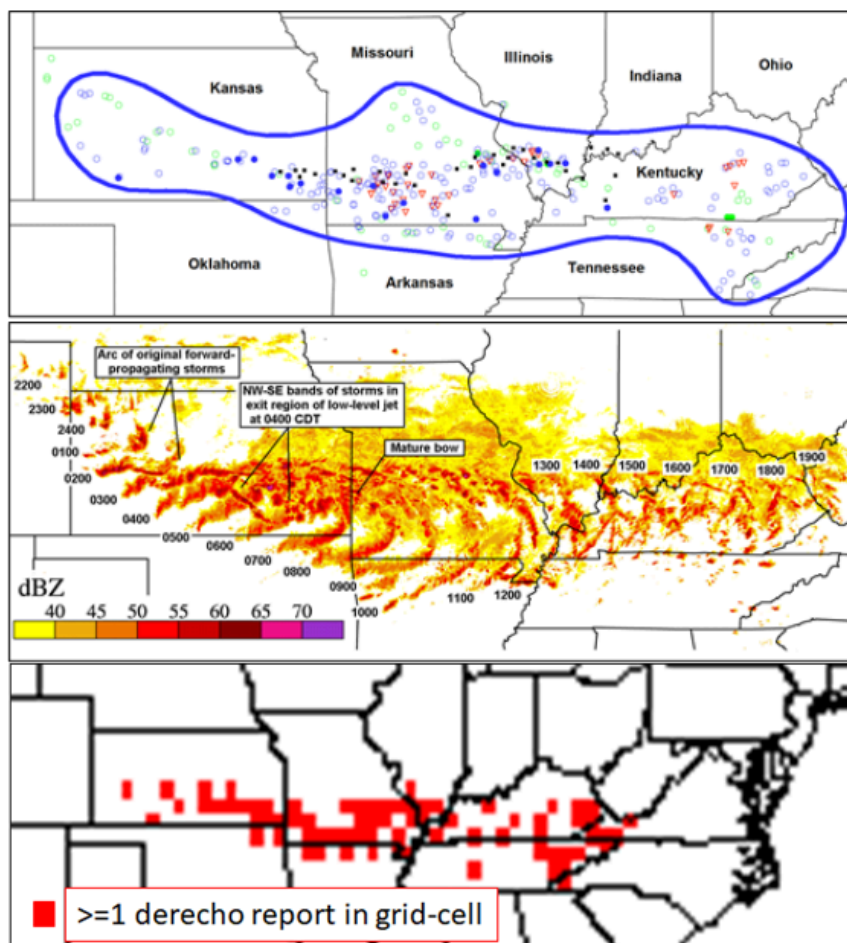 Missouri
Illinois
Kansas
Indiana
Ohio
Kentucky
Oklahoma
Arkansas
Tennessee
Arc of original forward-
propagating storms
NW-SE bands of storms in
exit region of low-level jet
at 0400 CDT
Mature bow
2200
2300
2400
0100
0200
0300
0400
0500
0600
0700
0800
0900
1000
1100
1200
1300
1400
1500
1600
1700
1800
1900
dBZ
40 45 50 55 60 65 70
>=1 derecho report in grid-cell